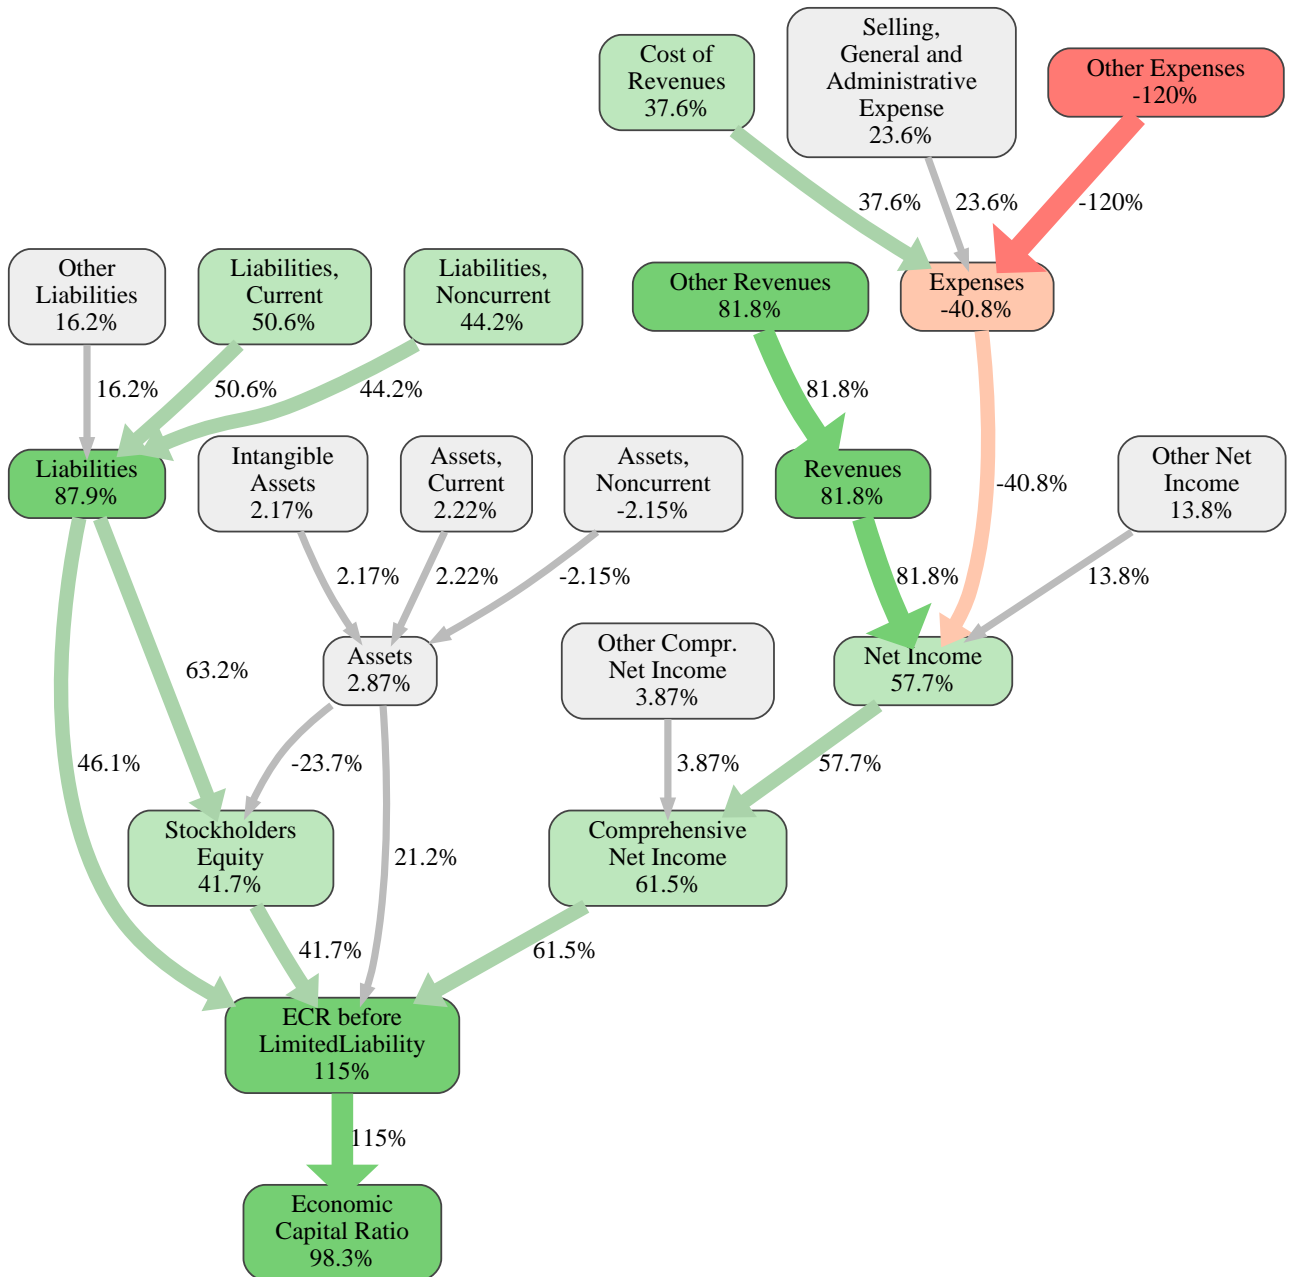 Cost of
Revenues
37.6%
Selling,
General and
Administrative
Expense
23.6%
Other Expenses
-120%
37.6%
23.6%
-120%
Other
Liabilities
16.2%
Liabilities,
Current
50.6%
Liabilities,
Noncurrent
44.2%
Other Revenues
81.8%
Expenses
-40.8%
16.2%
50.6%
44.2%
81.8%
Liabilities
87.9%
Intangible
Assets
2.17%
Assets,
Current
2.22%
Assets,
Noncurrent
-2.15%
Revenues
81.8%
-40.8%
Other Net
Income
13.8%
2.17%
2.22%
-2.15%
81.8%
13.8%
63.2%
Assets
2.87%
Other Compr.
Net Income
3.87%
Net Income
57.7%
46.1%
-23.7%
3.87%
57.7%
Stockholders
Equity
41.7%
21.2%
Comprehensive
Net Income
61.5%
41.7%
61.5%
ECR before
LimitedLiability
115%
115%
Economic
Capital Ratio
98.3%